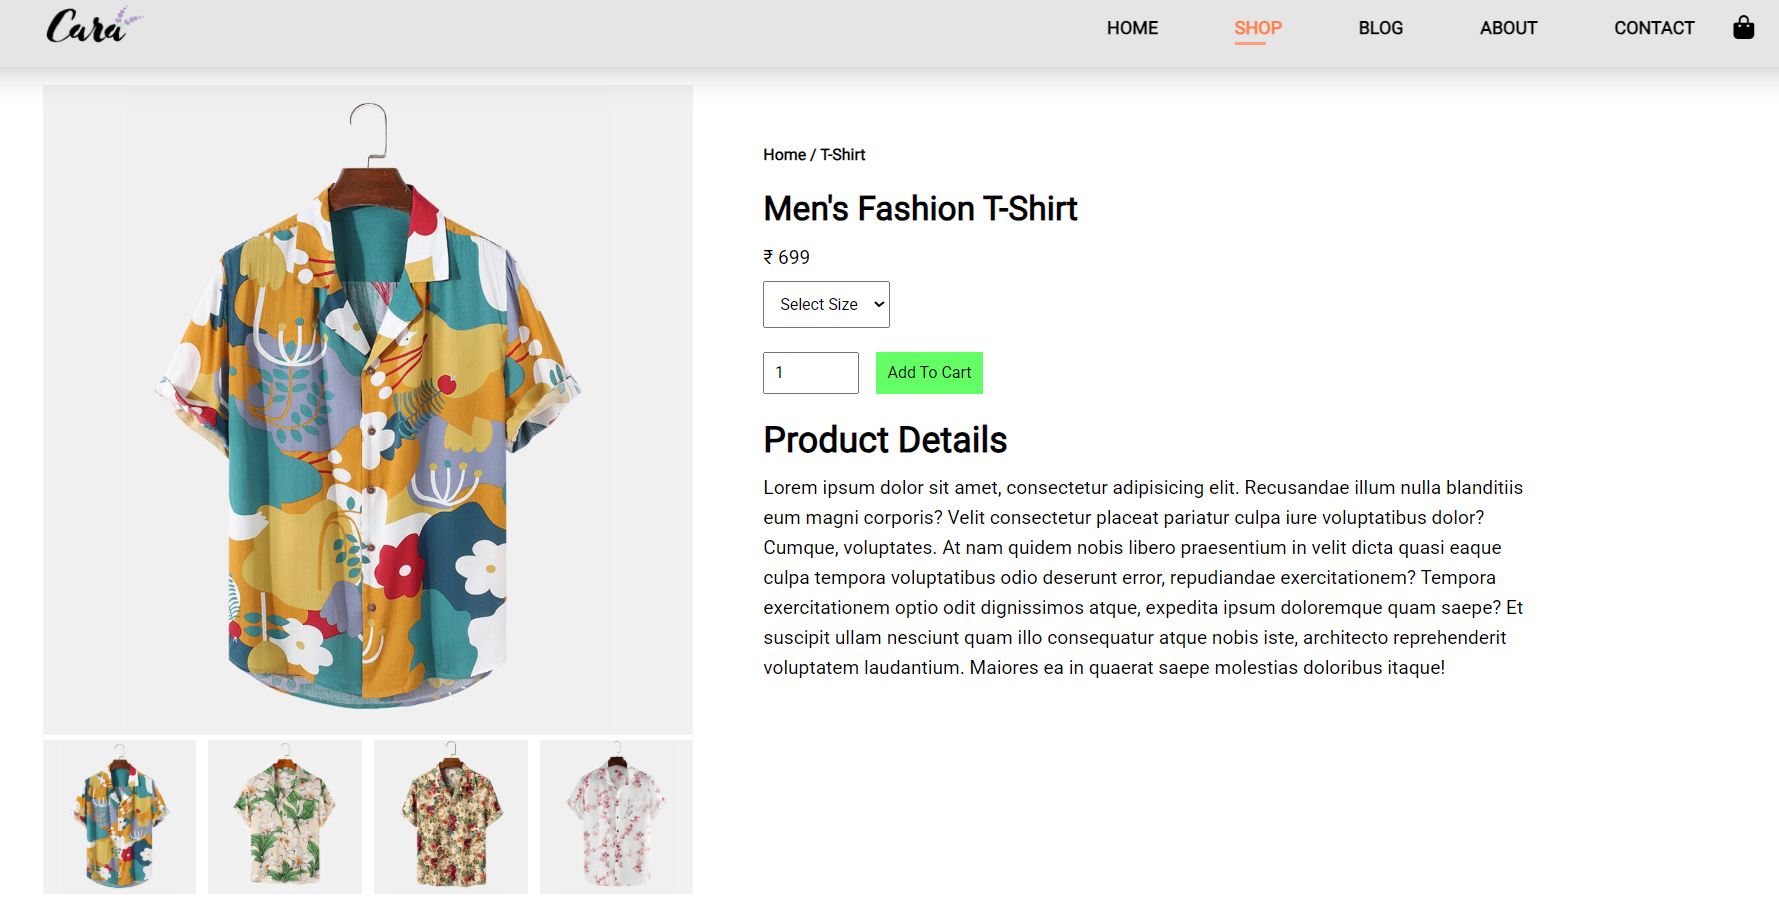 Cara
HOME SHOP BLOG ABOUT CONTACT
Home / T-Shirt
Men's Fashion T-Shirt
₹ 699
Select Size
1
Add To Cart
Product Details
Lorem ipsum dolor sit amet, consectetur adipisicing elit. Recusandae illum nulla blanditiis
eum magni corporis? Velit consectetur placeat pariatur culpa iure voluptatibus dolor?
Cumque, voluptates. At nam quidem nobis libero praesentium in velit dicta quasi eaque
culpa tempora voluptatibus odio deserunt error, repudiandae exercitationem? Tempora
exercitationem optio odit dignissimos atque, expedita ipsum doloremque quam saepe? Et
suscipit ullam nesciunt quam illo consequatur atque nobis iste, architecto reprehenderit
voluptatem laudantium. Maiores ea in quaerat saepe molestias doloribus itaque!